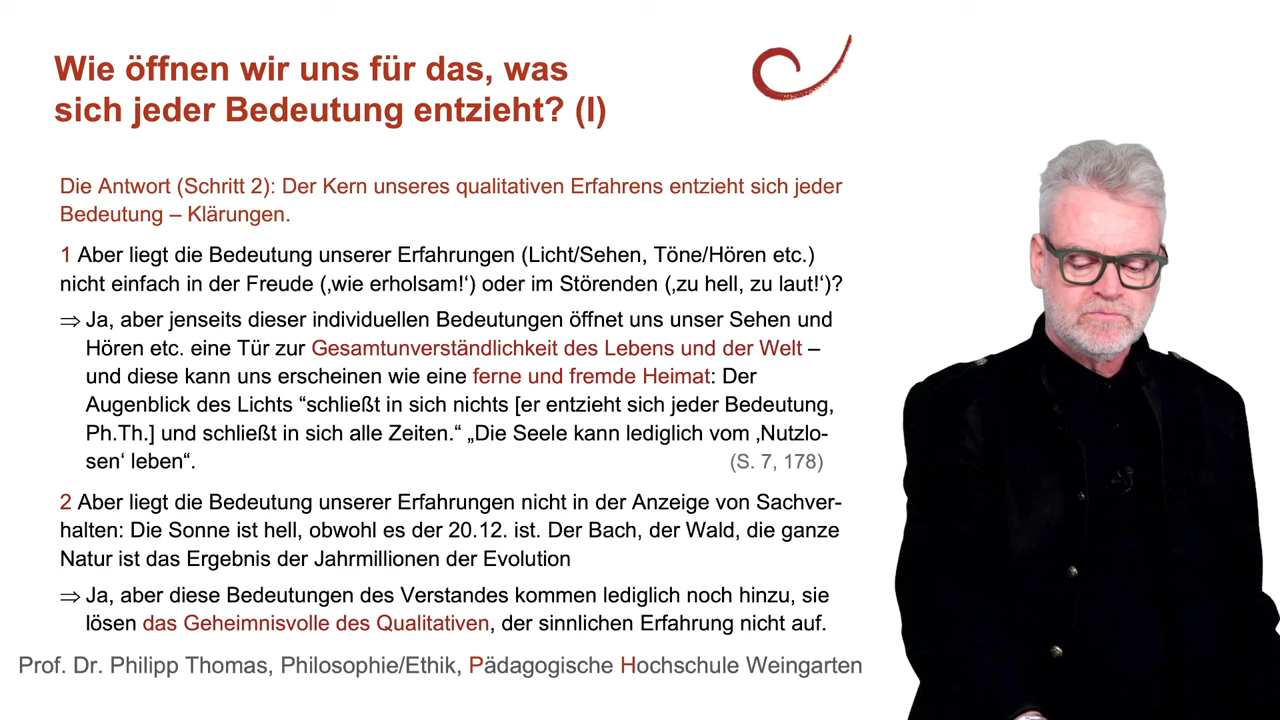 Wie öffnen wir uns für das, was
sich jeder Bedeutung entzieht? (I)
Die Antwort (Schritt 2): Der Kern unseres qualitativen Erfahrens entzieht sich jeder
Bedeutung – Klärungen.
1 Aber liegt die Bedeutung unserer Erfahrungen (Licht/Sehen, Töne/Hören etc.)
nicht einfach in der Freude (‚wie erholsam!‘) oder im Störenden (‚zu hell, zu laut!‘)?
⇒ Ja, aber jenseits dieser individuellen Bedeutungen öffnet uns unser Sehen und
Hören etc. eine Tür zur Gesamtunverständlichkeit des Lebens und der Welt –
und diese kann uns erscheinen wie eine ferne und fremde Heimat: Der
Augenblick des Lichts “schließt in sich nichts [er entzieht sich jeder Bedeutung,
Ph.Th.] und schließt in sich alle Zeiten.“ „Die Seele kann lediglich vom ‚Nutzlo-
sen‘ leben“. (S. 7, 178)
2 Aber liegt die Bedeutung unserer Erfahrungen nicht in der Anzeige von Sachver-
halten: Die Sonne ist hell, obwohl es der 20.12. ist. Der Bach, der Wald, die ganze
Natur ist das Ergebnis der Jahrmillionen der Evolution
⇒ Ja, aber diese Bedeutungen des Verstandes kommen lediglich noch hinzu, sie
lösen das Geheimnisvolle des Qualitativen, der sinnlichen Erfahrung nicht auf.
Prof. Dr. Philipp Thomas, Philosophie/Ethik, Pädagogische Hochschule Weingarten